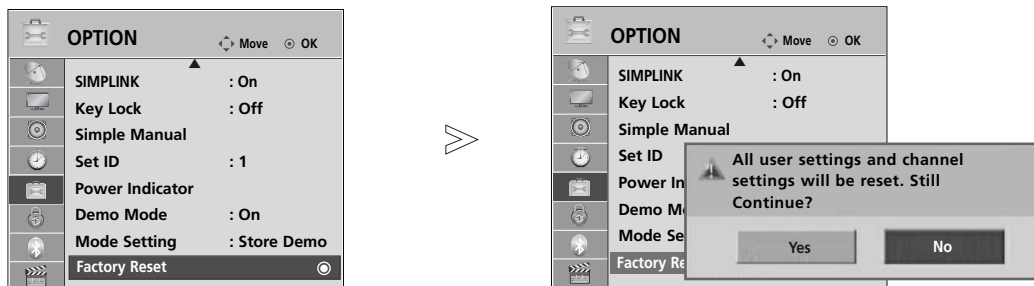 OPTION
Move OK
SIMPLINK : On
Key Lock : Off
Simple Manual
Set ID : 1
Power Indicator
Demo Mode : On
Mode Setting : Store Demo
Factory Reset
OPTION
Move OK
SIMPLINK : On
Key Lock : Off
Simple Manual
Set ID
Power In
Demo M
Mode Se
Factory Re
All user settings and channel
settings will be reset. Still
Continue?
Yes No